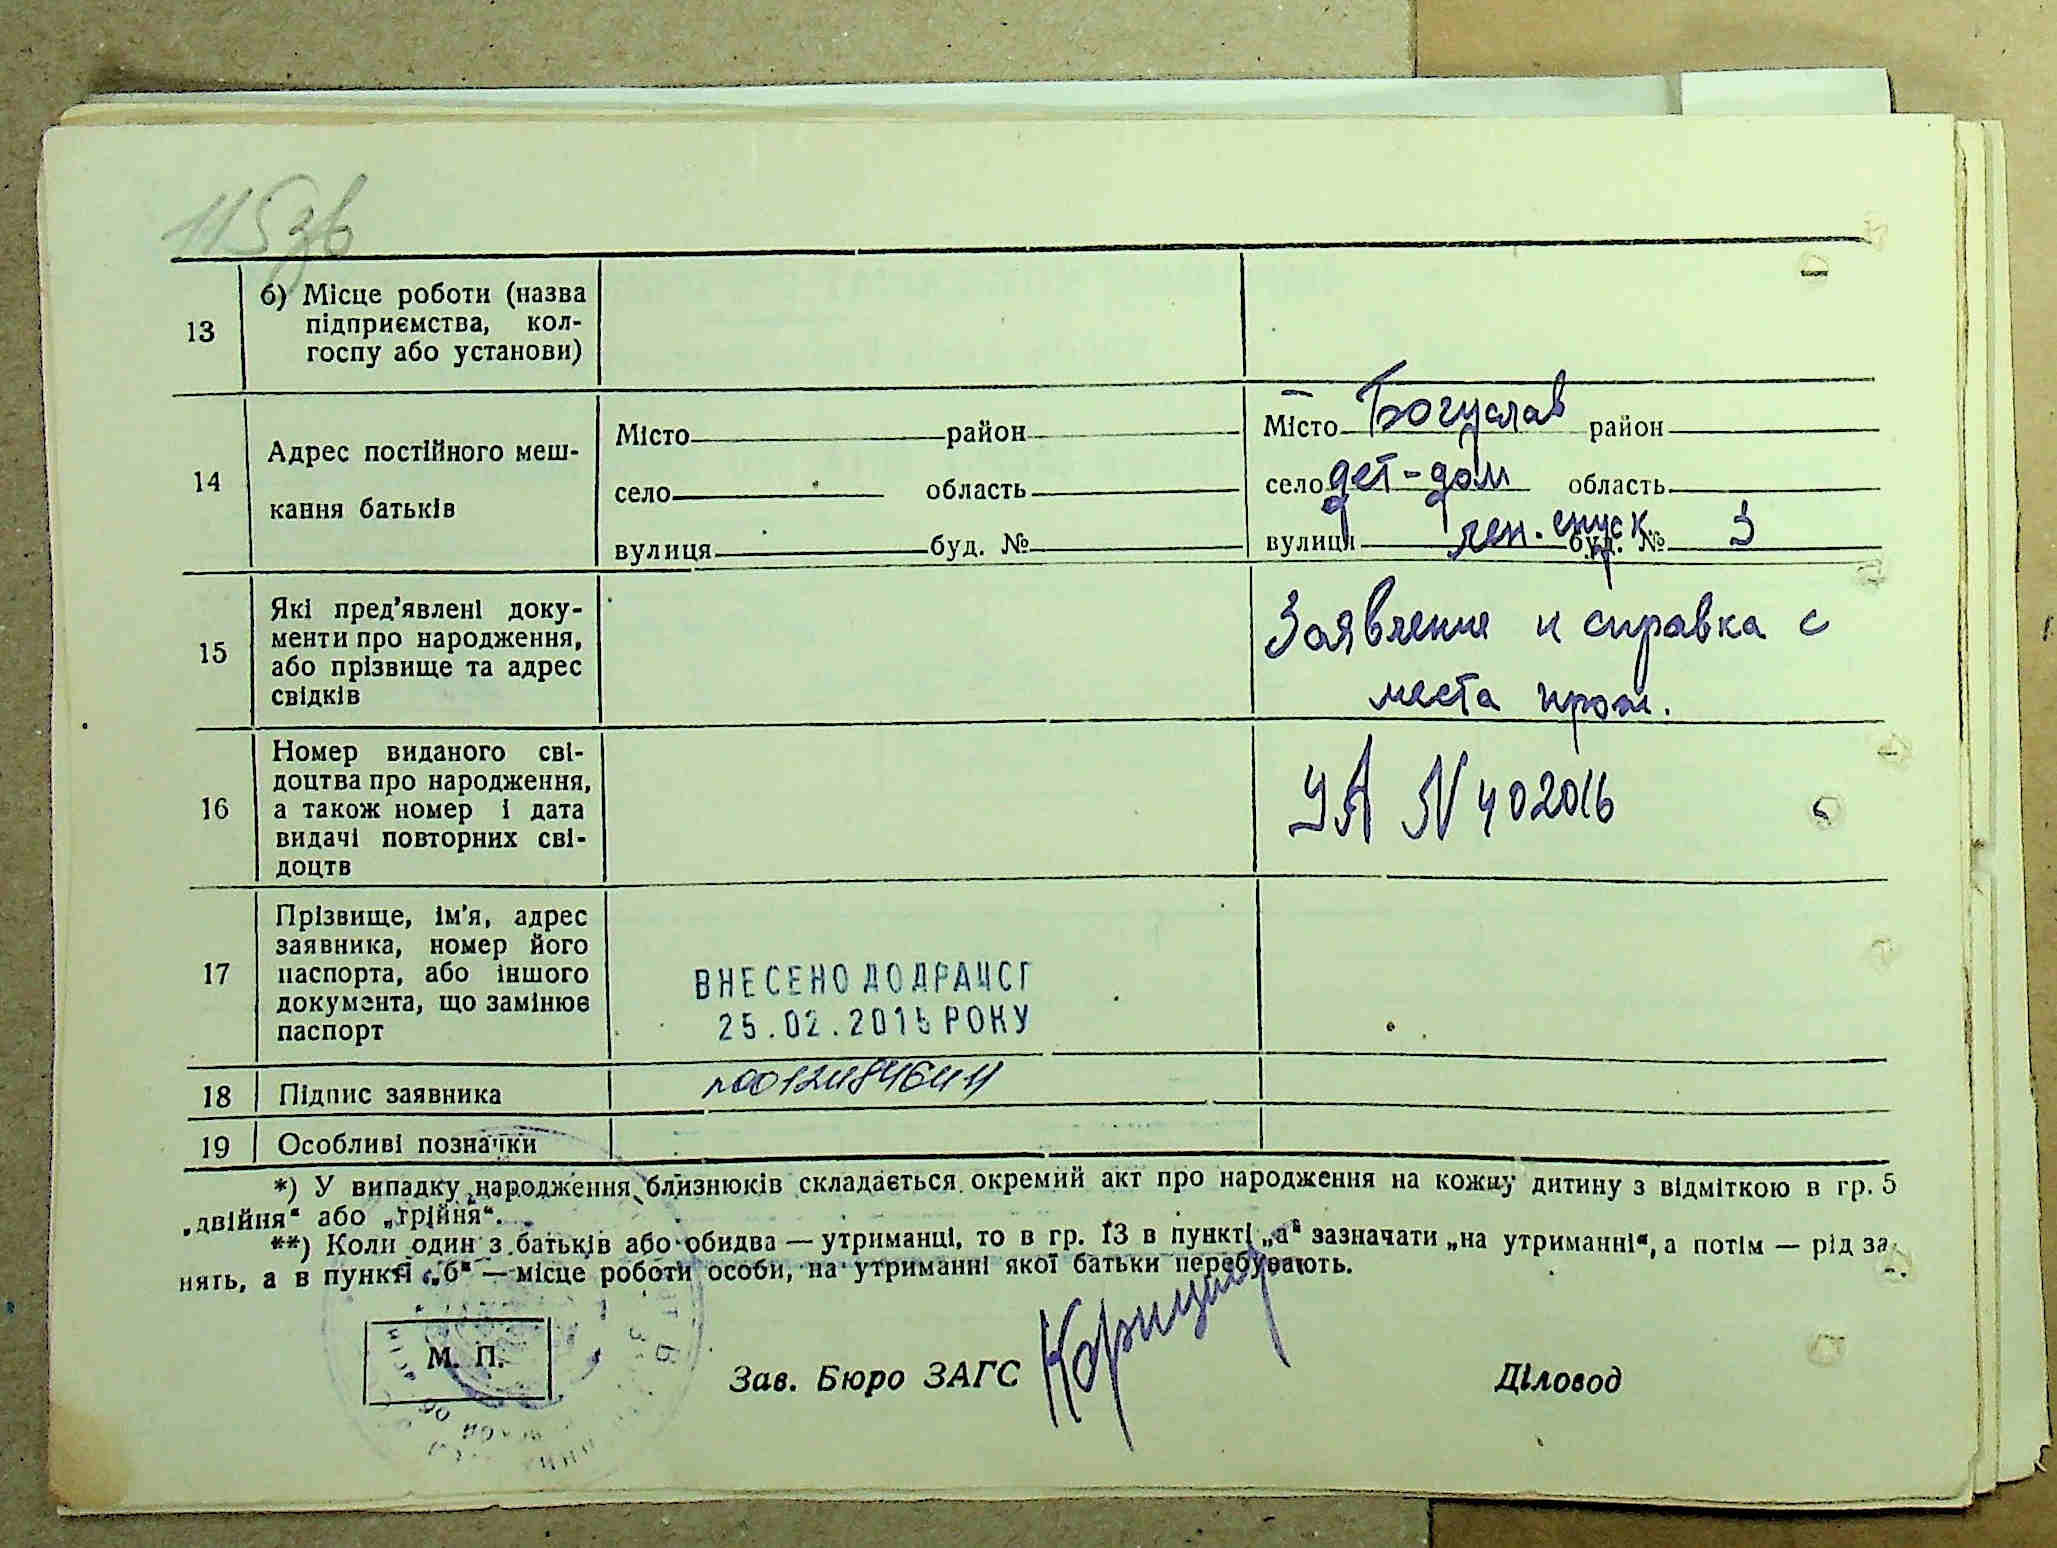 115зв
13
б) Місце роботи (назва
підприємства, кол-
госпу або установи)
14
Адрес постійного меш-
кання батьків
Місто район
село область
вулиця буд. №
Місто Богуслав район
село дет-дом область
вулиця лен. спуск буд. № 3
15
Які пред'явлені доку-
менти про народження,
або прізвище та адрес
свідків
Заявление и справка с
места прож.
16
Номер виданого сві-
доцтва про народження,
а також номер і дата
видачі повторних сві-
доцтв
УА N 402016
17
Прізвище, ім'я, адрес
заявника, номер його
паспорта, або іншого
документа, що замінює
паспорт
ВНЕСЕНО ДО ДРАЦСГ
25.02.2015 РОКУ
18
Підпис заявника
19
Особливі позначки
*) У випадку народження близнюків складається окремий акт про народження на кожну дитину з відміткою в гр. 5
„двійня“ або „трійня“.
**) Коли один з батьків або обидва — утриманці, то в гр. 13 в пункті „а“ зазначати „на утриманні“, а потім — рід за-
нять, а в пункті „б“ — місце роботи особи, на утриманні якої батьки перебувають.
М. П.
Зав. Бюро ЗАГС
Діловод